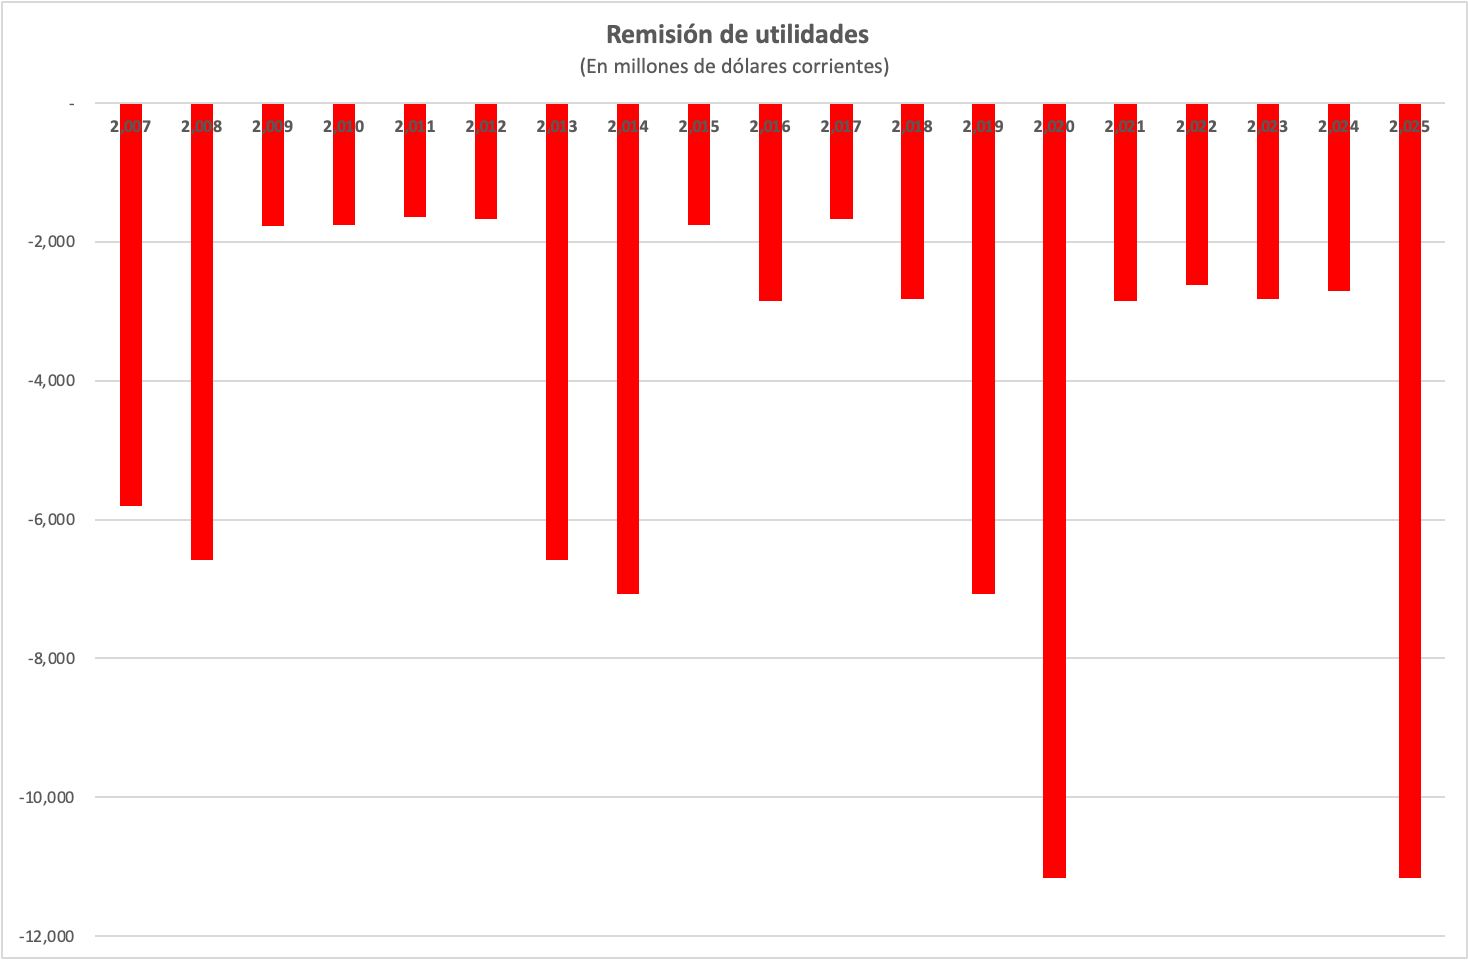 Remisión de utilidades
(En millones de dólares corrientes)
-
2,007 2,008 2,009 2,010 2,011 2,012 2,013 2,014 2,015 2,016 2,017 2,018 2,019 2,020 2,021 2,022 2,023 2,024 2,025
-2,000
-4,000
-6,000
-8,000
-10,000
-12,000